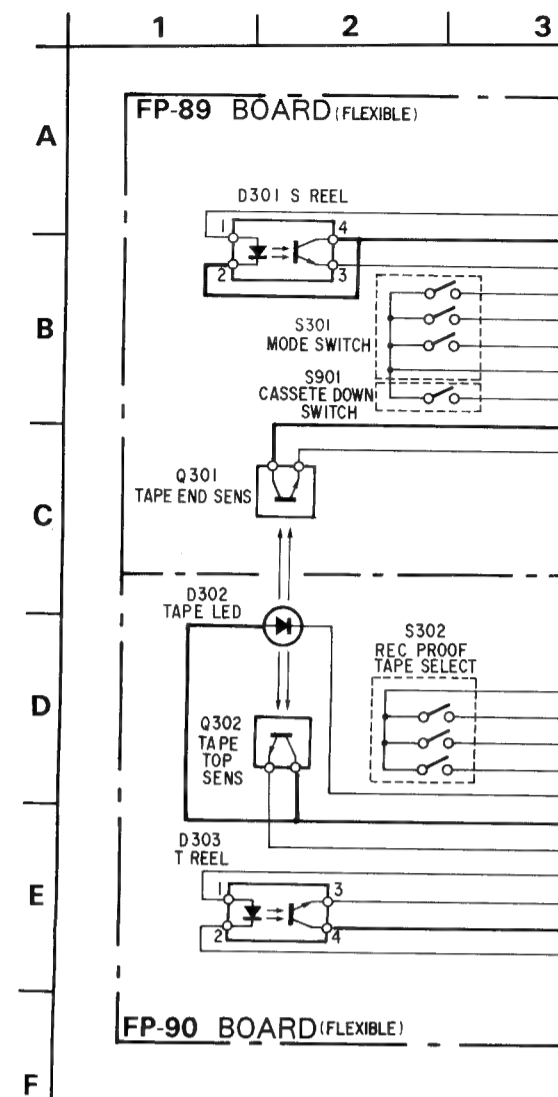 1 2 3
A
FP-89 BOARD (FLEXIBLE)
D301 S REEL
1 4
2 3
B
S301
MODE SWITCH
S901
CASSETE DOWN
SWITCH
C
Q301
TAPE END SENS
D302
TAPE LED
D
S302
REC PROOF
TAPE SELECT
Q302
TAPE
TOP
SENS
E
D303
T REEL
1 3
2 4
FP-90 BOARD (FLEXIBLE)
F